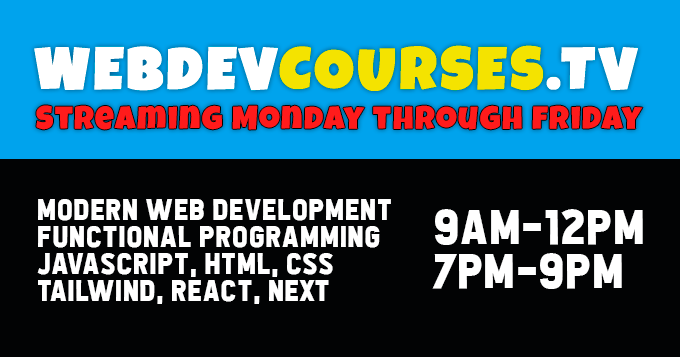 WEBDEVCOURSES.TV
STREAMING MONDAY THROUGH FRIDAY
MODERN WEB DEVELOPMENT
FUNCTIONAL PROGRAMMING
JAVASCRIPT, HTML, CSS
TAILWIND, REACT, NEXT
9AM-12PM
7PM-9PM